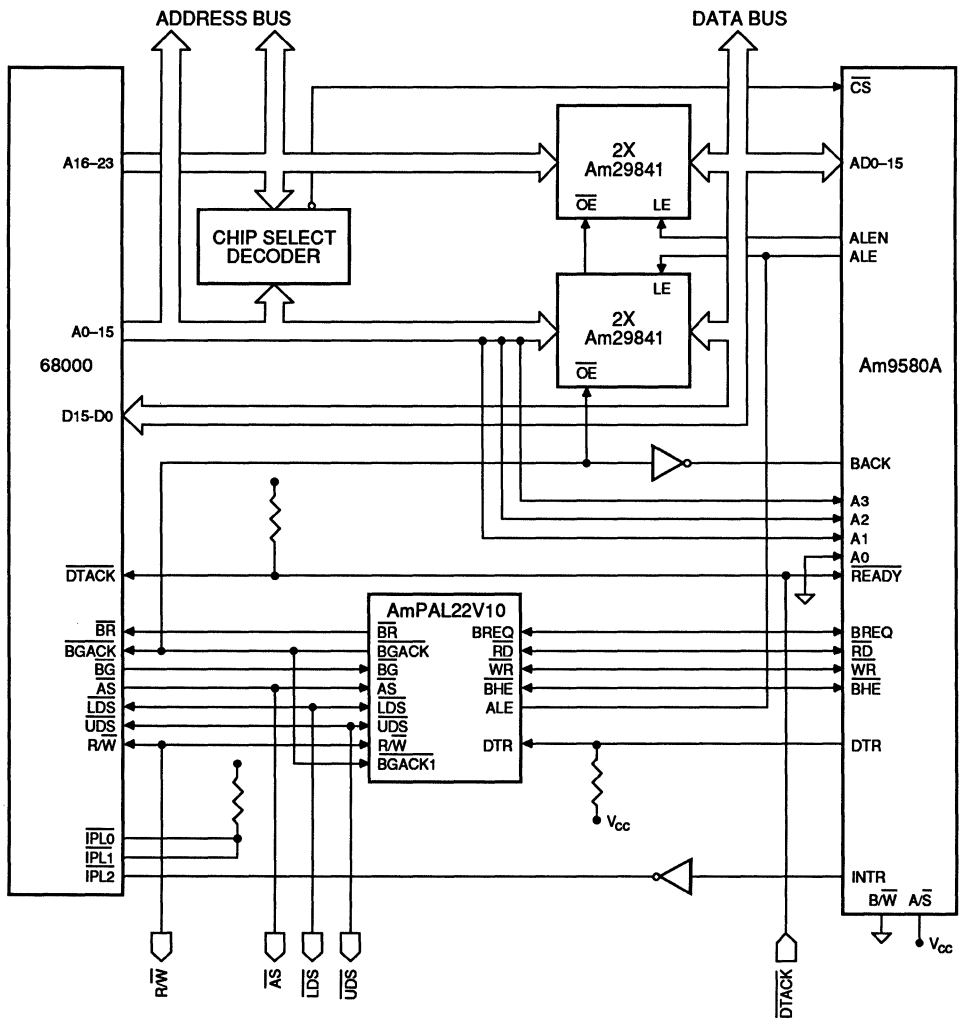 ADDRESS BUS
DATA BUS
68000
A16–23
A0–15
D15-D0
DTACK
BR
BGACK
BG
AS
LDS
UDS
R/W
IPL0
IPL1
IPL2
CHIP SELECT
DECODER
2X
Am29841
OE
LE
2X
Am29841
LE
OE
AmPAL22V10
BR
BGACK
BG
AS
LDS
UDS
R/W
BGACK1
BREQ
RD
WR
BHE
ALE
DTR
Vcc
Am9580A
CS
AD0–15
ALEN
ALE
BACK
A3
A2
A1
A0
READY
BREQ
RD
WR
BHE
DTR
INTR
B/W
A/S
Vcc
R/W
AS
LDS
UDS
DTACK